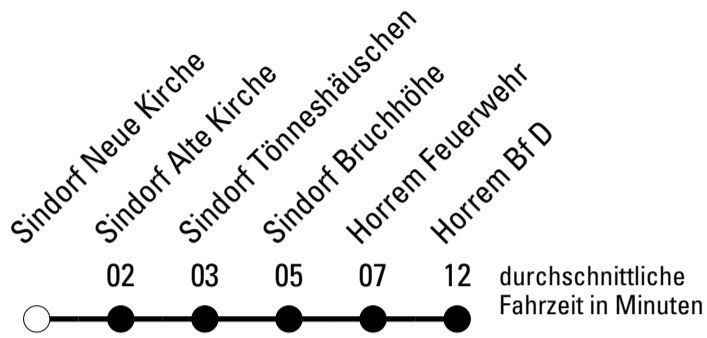 Sindorf Neue Kirche
Sindorf Alte Kirche
Sindorf Tönneshäuschen
Sindorf Bruchhöhe
Horrem Feuerwehr
Horrem Bf D
02 03 05 07 12
durchschnittliche
Fahrzeit in Minuten